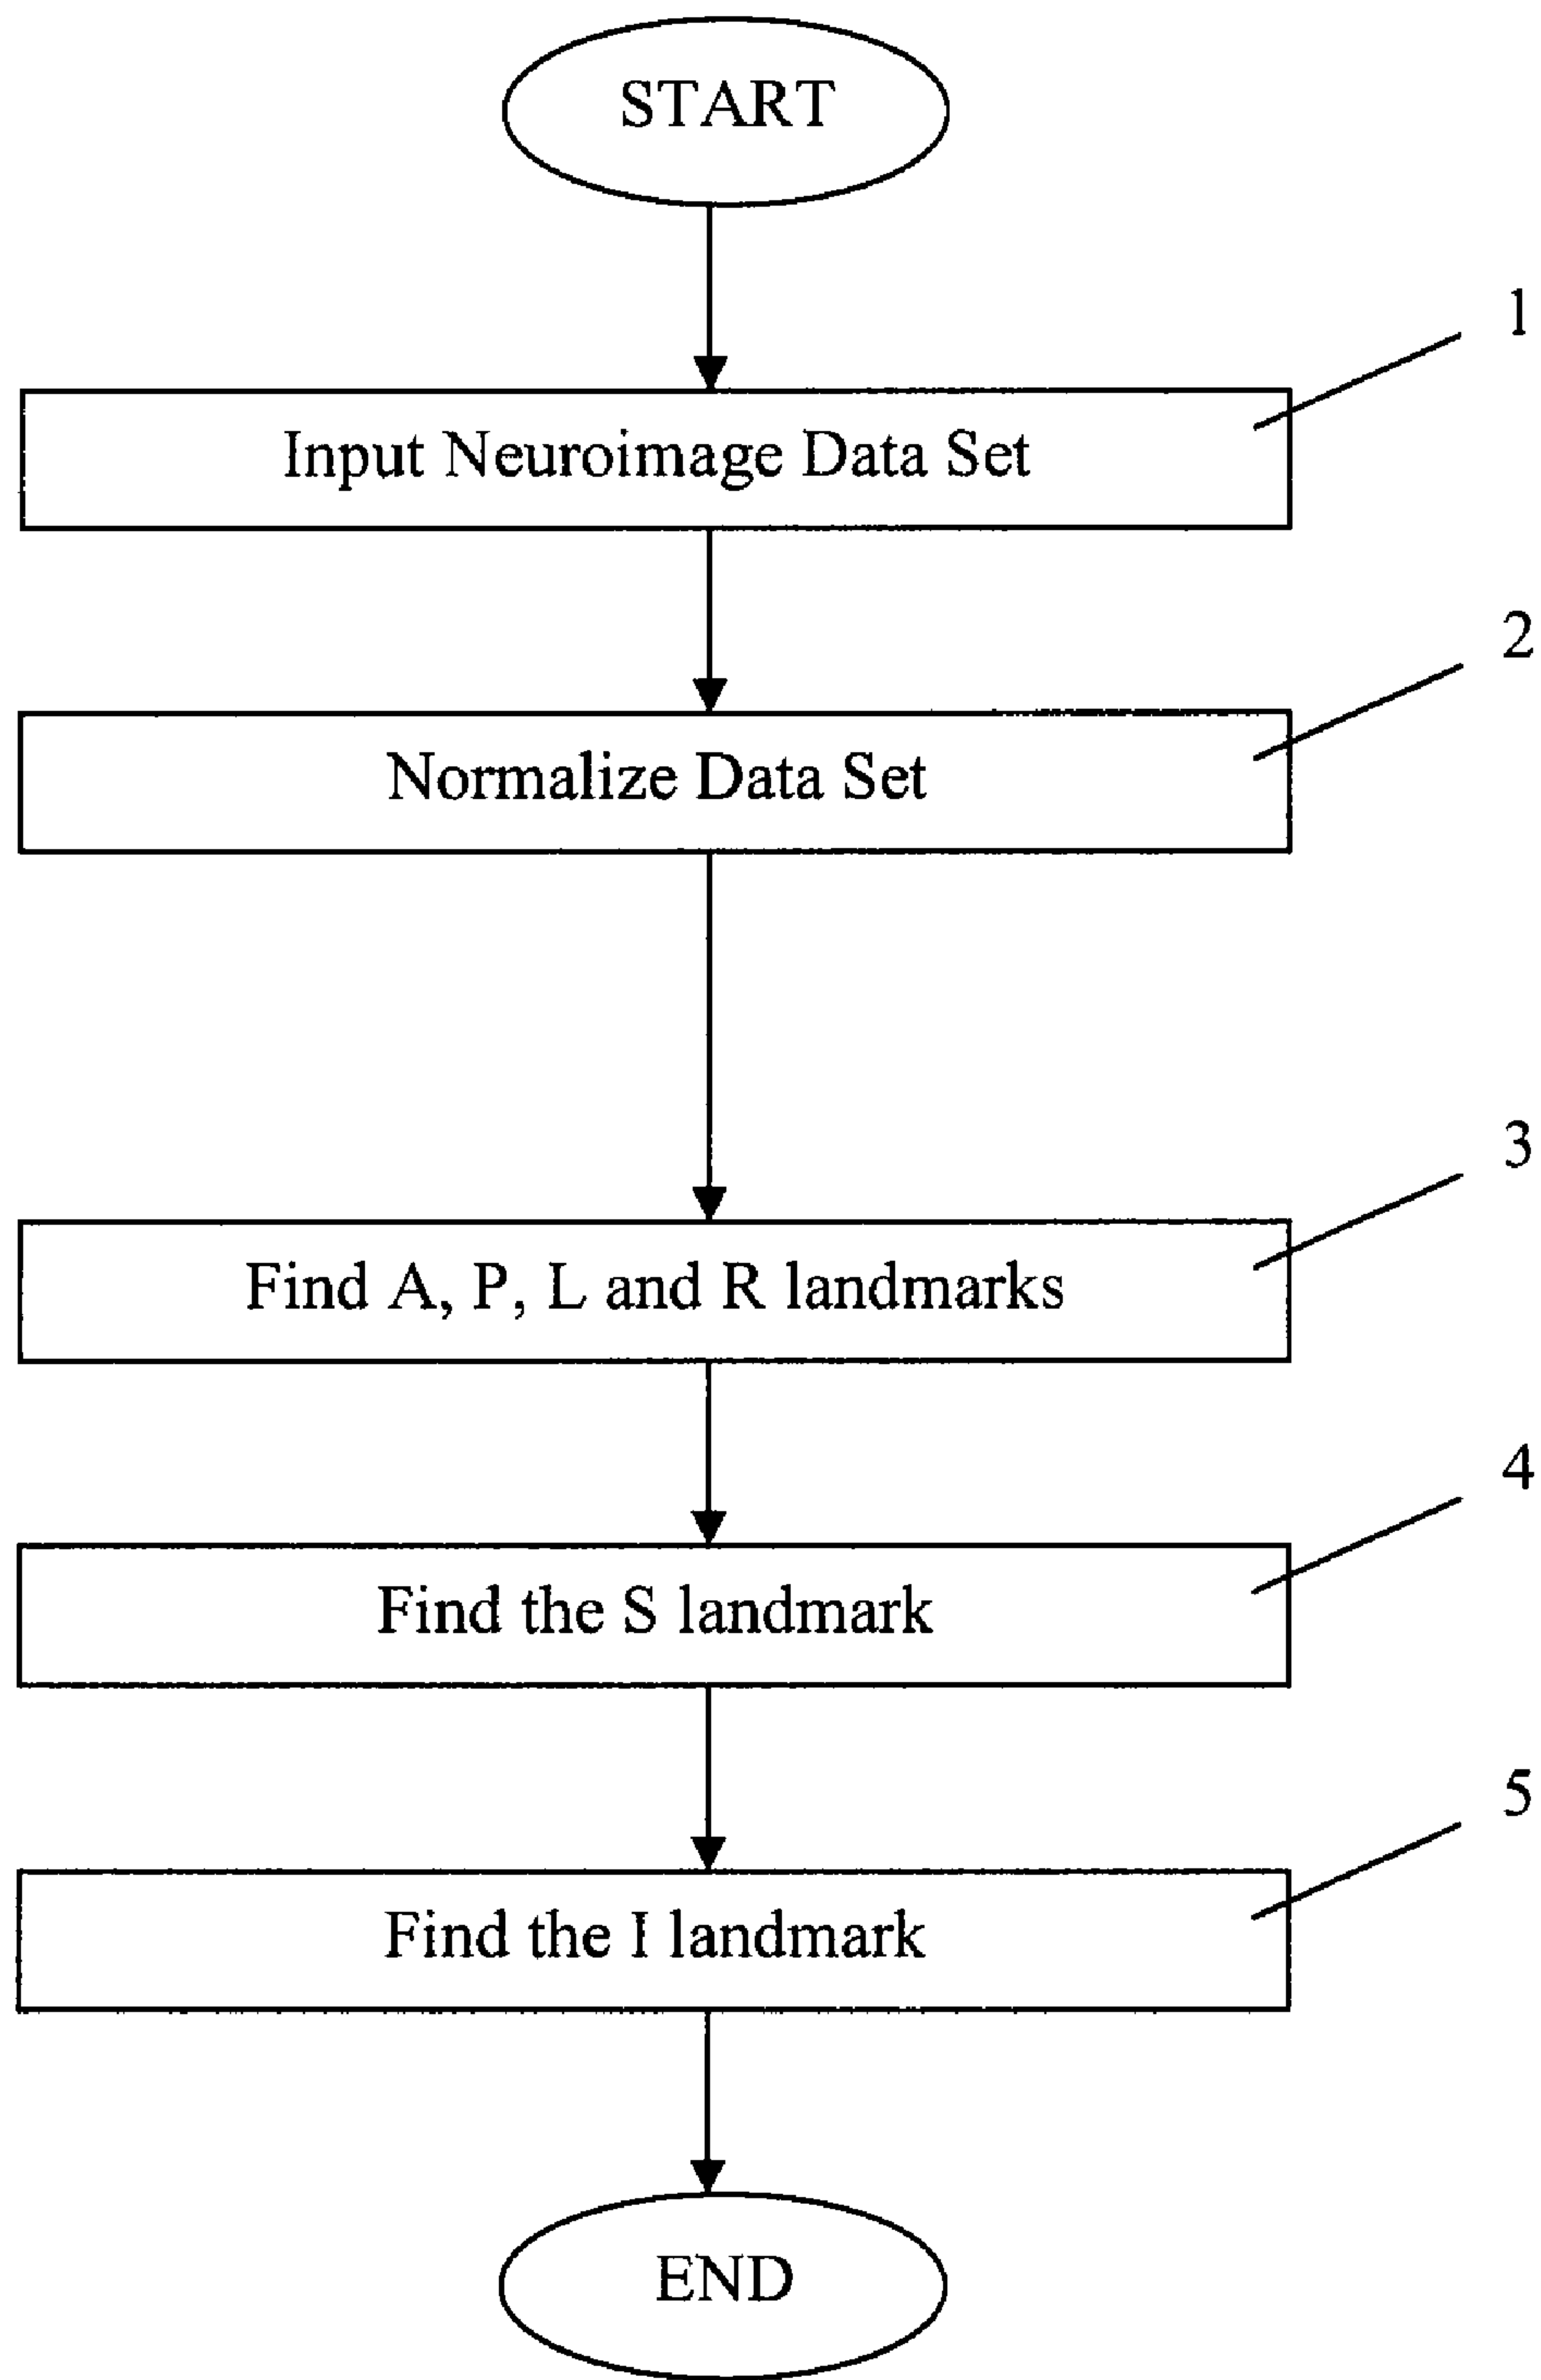 START
1
Input Neuroimage Data Set
2
Normalize Data Set
3
Find A, P, L and R landmarks
4
Find the S landmark
5
Find the I landmark
END